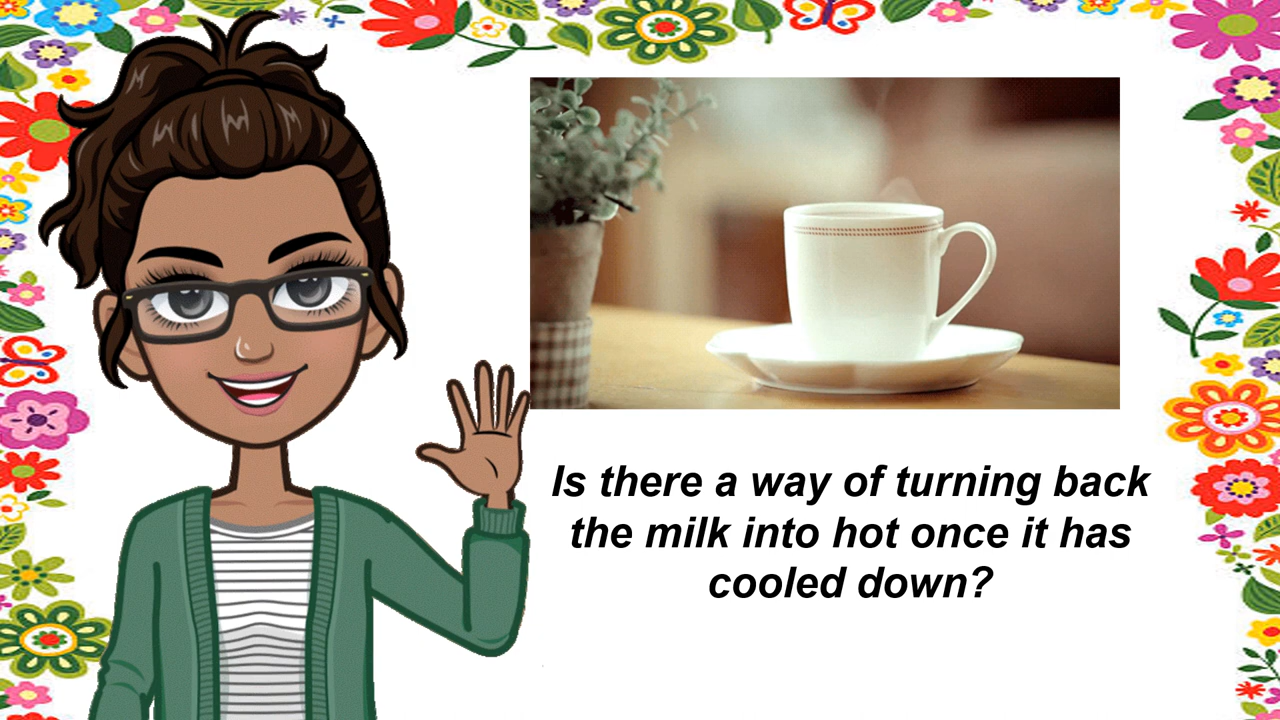 Is there a way of turning back
the milk into hot once it has
cooled down?